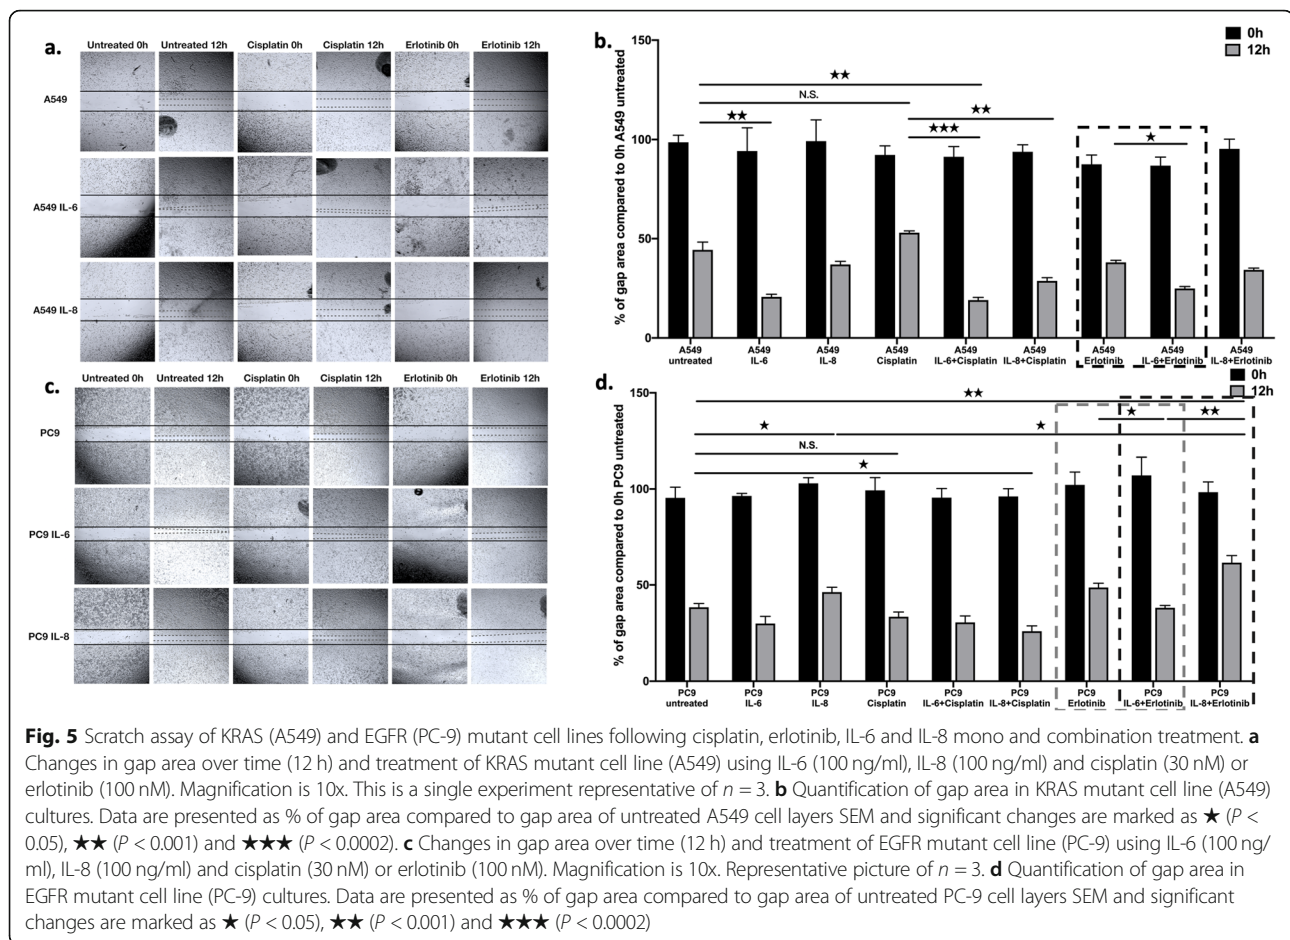 a.
Untreated 0h Untreated 12h Cisplatin 0h Cisplatin 12h Erlotinib 0h Erlotinib 12h
A549
A549 IL-6
A549 IL-8
b.
150
100
50
0
% of gap area compared to 0h A549 untreated
0h
12h
★★
N.S.
★★
★★
★★★
★
A549 untreated
A549 IL-6
A549 IL-8
A549 Cisplatin
A549 IL-6+Cisplatin
A549 IL-8+Cisplatin
A549 Erlotinib
A549 IL-6+Erlotinib
A549 IL-8+Erlotinib
c.
Untreated 0h Untreated 12h Cisplatin 0h Cisplatin 12h Erlotinib 0h Erlotinib 12h
PC9
PC9 IL-6
PC9 IL-8
d.
150
100
50
0
% of gap area compared to 0h PC9 untreated
0h
12h
★★
★ ★★
★ ★
N.S.
★
PC9 untreated
PC9 IL-6
PC9 IL-8
PC9 Cisplatin
PC9 IL-6+Cisplatin
PC9 IL-8+Cisplatin
PC9 Erlotinib
PC9 IL-6+Erlotinib
PC9 IL-8+Erlotinib
Fig. 5 Scratch assay of KRAS (A549) and EGFR (PC-9) mutant cell lines following cisplatin, erlotinib, IL-6 and IL-8 mono and combination treatment. a
Changes in gap area over time (12 h) and treatment of KRAS mutant cell line (A549) using IL-6 (100 ng/ml), IL-8 (100 ng/ml) and cisplatin (30 nM) or
erlotinib (100 nM). Magnification is 10x. This is a single experiment representative of n = 3. b Quantification of gap area in KRAS mutant cell line (A549)
cultures. Data are presented as % of gap area compared to gap area of untreated A549 cell layers SEM and significant changes are marked as ★ (P <
0.05), ★★ (P < 0.001) and ★★★ (P < 0.0002). c Changes in gap area over time (12 h) and treatment of EGFR mutant cell line (PC-9) using IL-6 (100 ng/
ml), IL-8 (100 ng/ml) and cisplatin (30 nM) or erlotinib (100 nM). Magnification is 10x. Representative picture of n = 3. d Quantification of gap area in
EGFR mutant cell line (PC-9) cultures. Data are presented as % of gap area compared to gap area of untreated PC-9 cell layers SEM and significant
changes are marked as ★ (P < 0.05), ★★ (P < 0.001) and ★★★ (P < 0.0002)